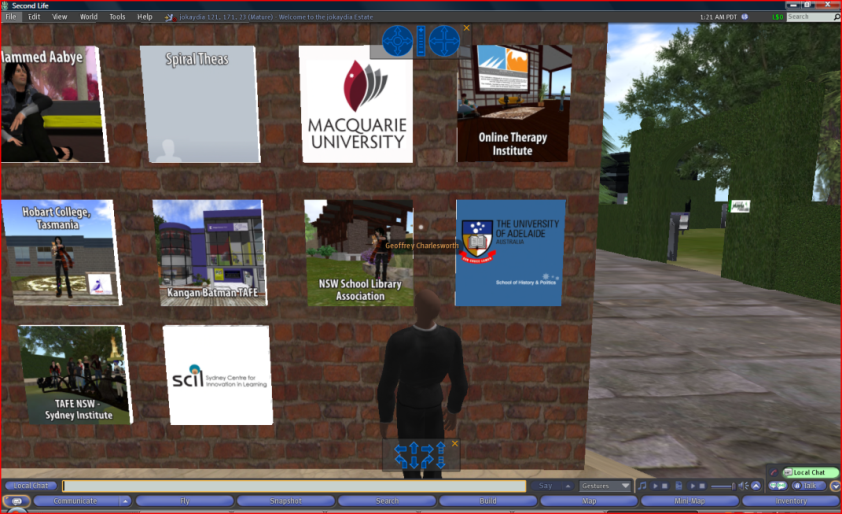 Second Life
File Edit View World Tools Help jokaydia 121, 171, 23 (Mature) - Welcome to the jokaydia Estate 1:21 AM PDT L$0 Search
lammed Aabye
Spiral Theas
MACQUARIE
UNIVERSITY
Online Therapy
Institute
Hobart College,
Tasmania
Kangan Batman TAFE
Geoffrey Charlesworth
NSW School Library
Association
THE UNIVERSITY
OF ADELAIDE
AUSTRALIA
School of History & Politics
TAFE NSW -
Sydney Institute
scil Sydney Centre for
Innovation in Learning
Local Chat
Local Chat Say Gestures Talk
Communicate Fly Snapshot Search Build Map Mini-Map Inventory